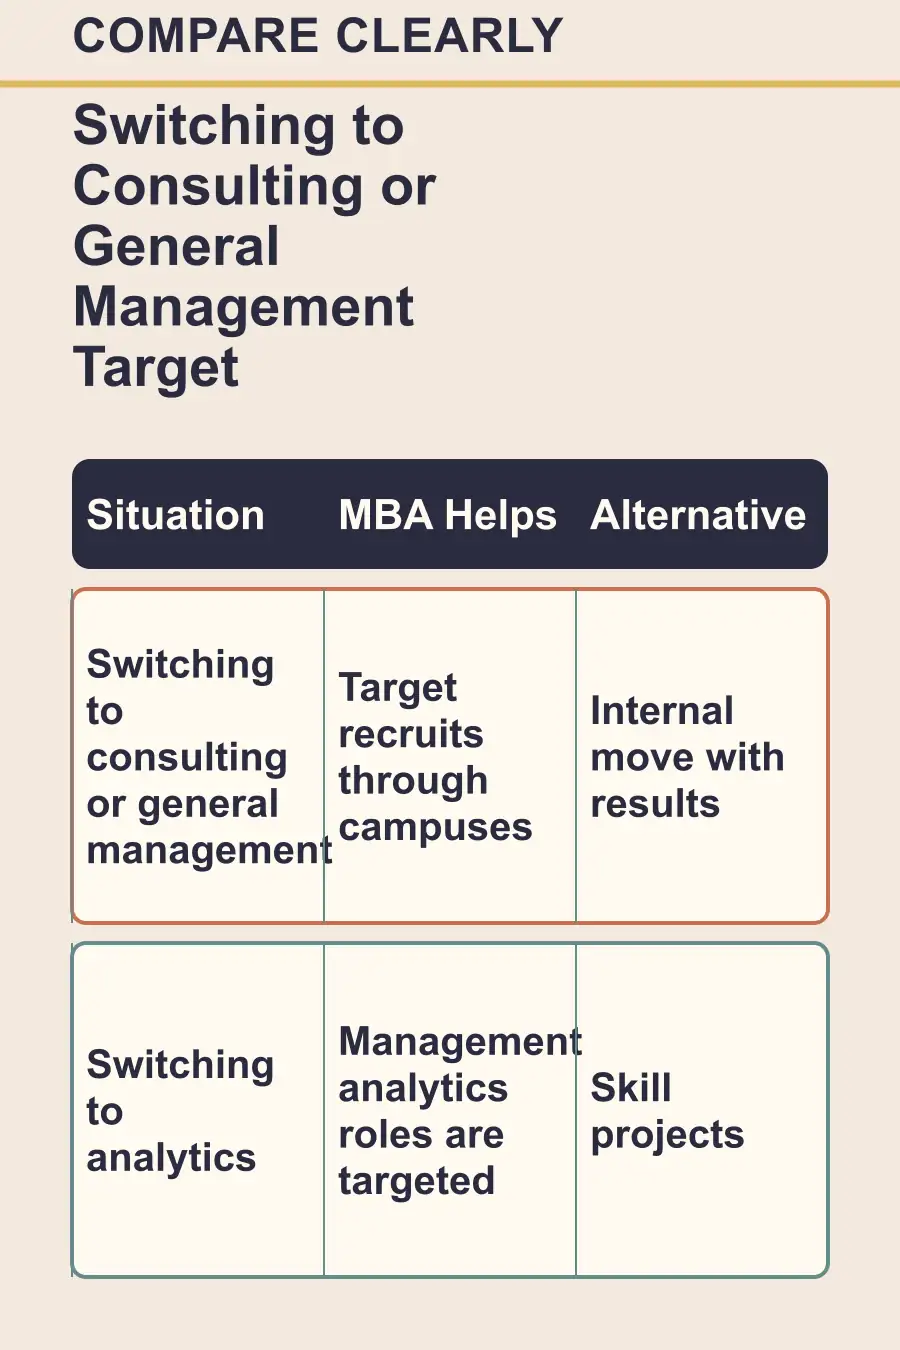 COMPARE CLEARLY
Switching to
Consulting or
General
Management
Target
Situation
MBA Helps
Alternative
Switching
to
consulting
or general
management
Target
recruits
through
campuses
Internal
move with
results
Switching
to
analytics
Management
analytics
roles are
targeted
Skill
projects